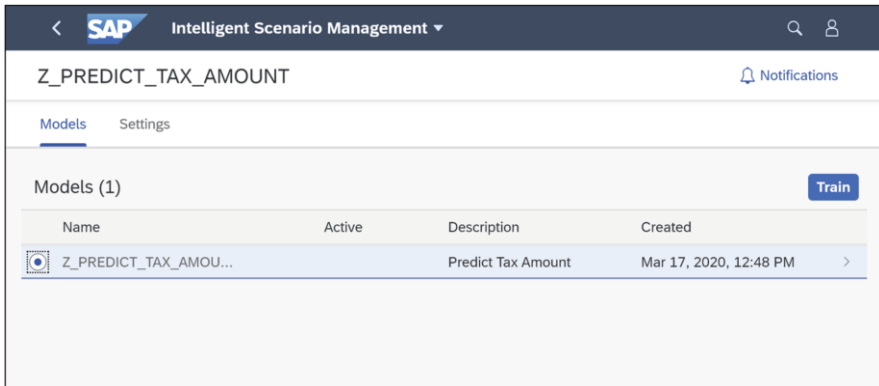 SAP Intelligent Scenario Management
Z_PREDICT_TAX_AMOUNT Notifications
Models Settings
Models (1) Train
Name Active Description Created
Z_PREDICT_TAX_AMOU... Predict Tax Amount Mar 17, 2020, 12:48 PM